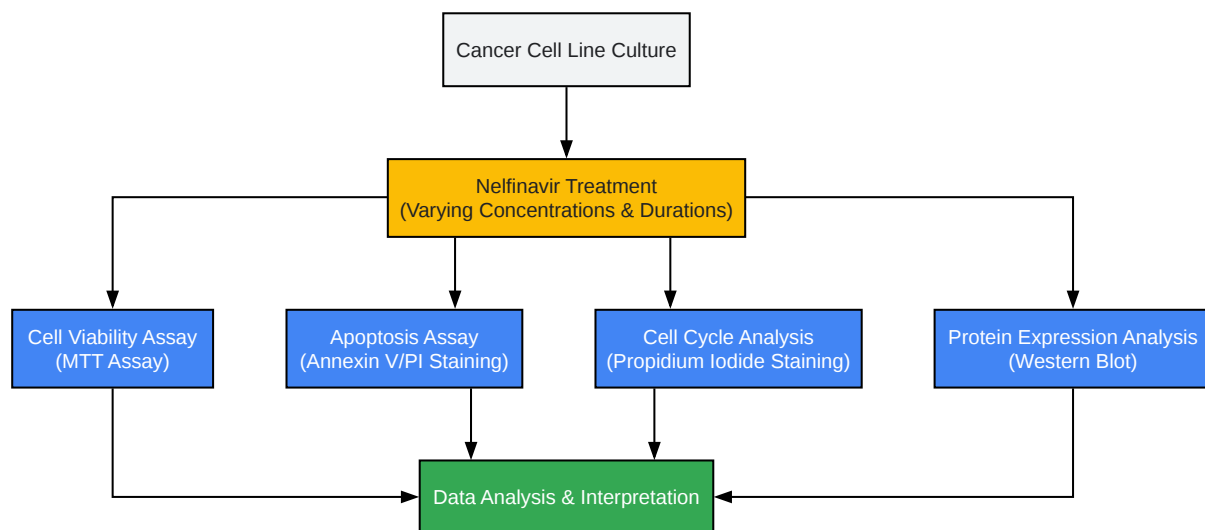 Cancer Cell Line Culture
Nelfinavir Treatment
(Varying Concentrations & Durations)
Cell Viability Assay
(MTT Assay)
Apoptosis Assay
(Annexin V/PI Staining)
Cell Cycle Analysis
(Propidium Iodide Staining)
Protein Expression Analysis
(Western Blot)
Data Analysis & Interpretation